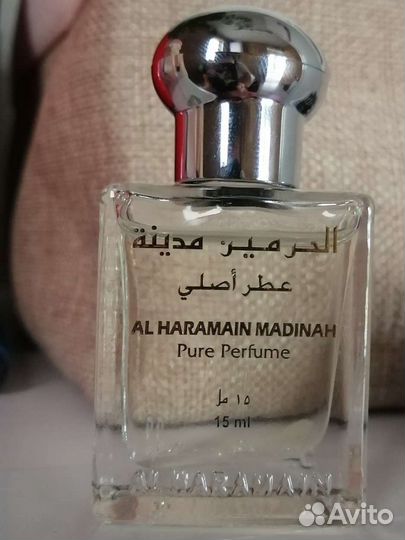 الحرمين مدينة
عطر أصلي
AL HARAMAIN MADINAH
Pure Perfume
١٥ مل
15 ml
AL HARAMAIN
Avito